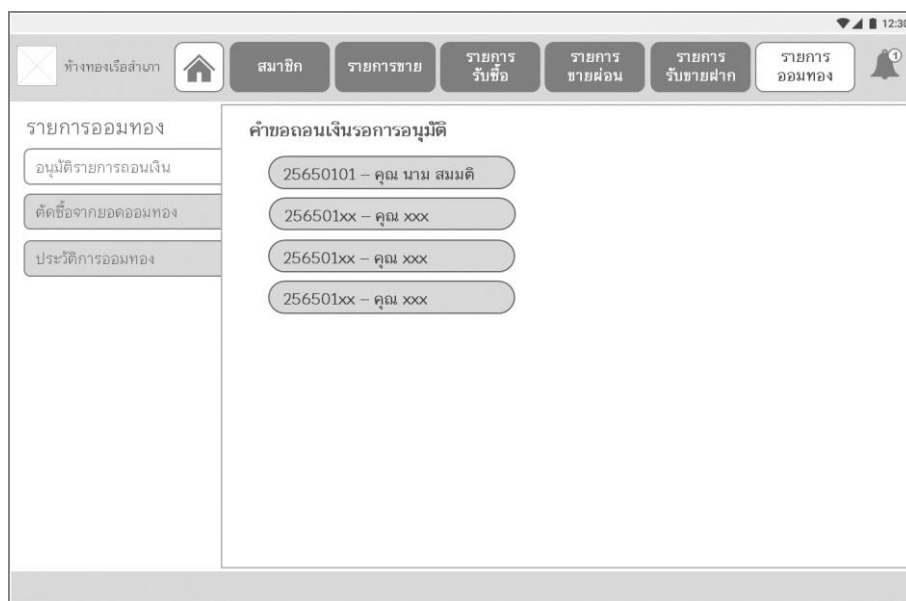 12:30
ห้างทองเรือสำเภา
สมาชิก
รายการขาย
รายการ
รับซื้อ
รายการ
ขายผ่อน
รายการ
รับขายฝาก
รายการ
ออมทอง
1
รายการออมทอง
อนุมัติรายการถอนเงิน
ตัดซื้อจากยอดออมทอง
ประวัติการออมทอง
คำขอถอนเงินรอการอนุมัติ
25650101 – คุณ นาม สมมติ
256501xx – คุณ xxx
256501xx – คุณ xxx
256501xx – คุณ xxx